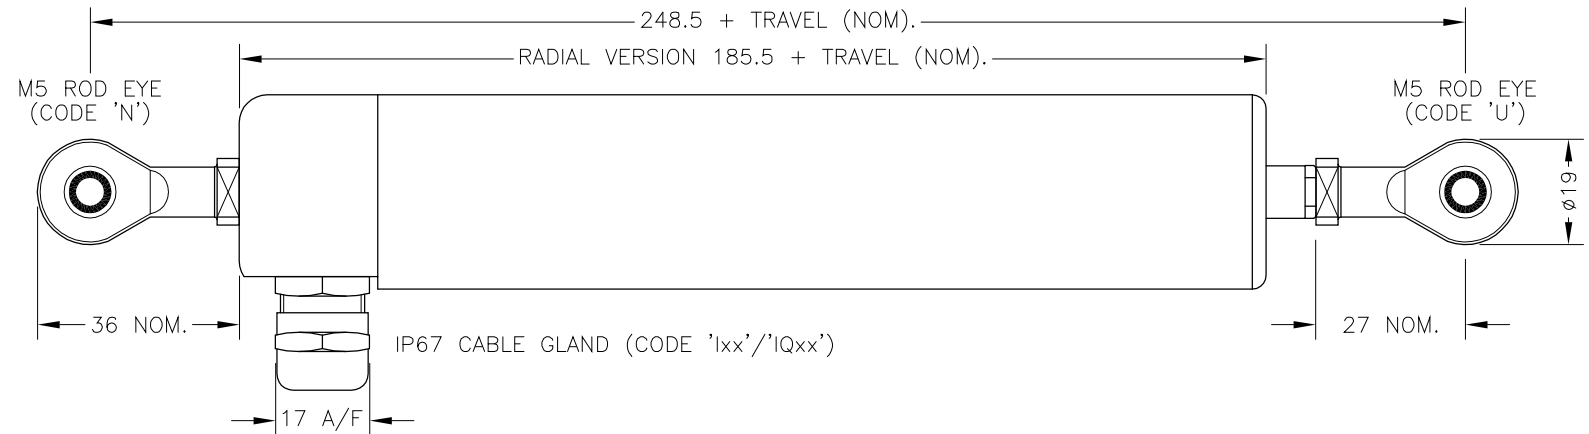 248.5 + TRAVEL (NOM).
RADIAL VERSION 185.5 + TRAVEL (NOM).
M5 ROD EYE
(CODE 'N')
M5 ROD EYE
(CODE 'U')
ø19
36 NOM.
27 NOM.
IP67 CABLE GLAND (CODE 'Ixx'/'IQxx')
17 A/F